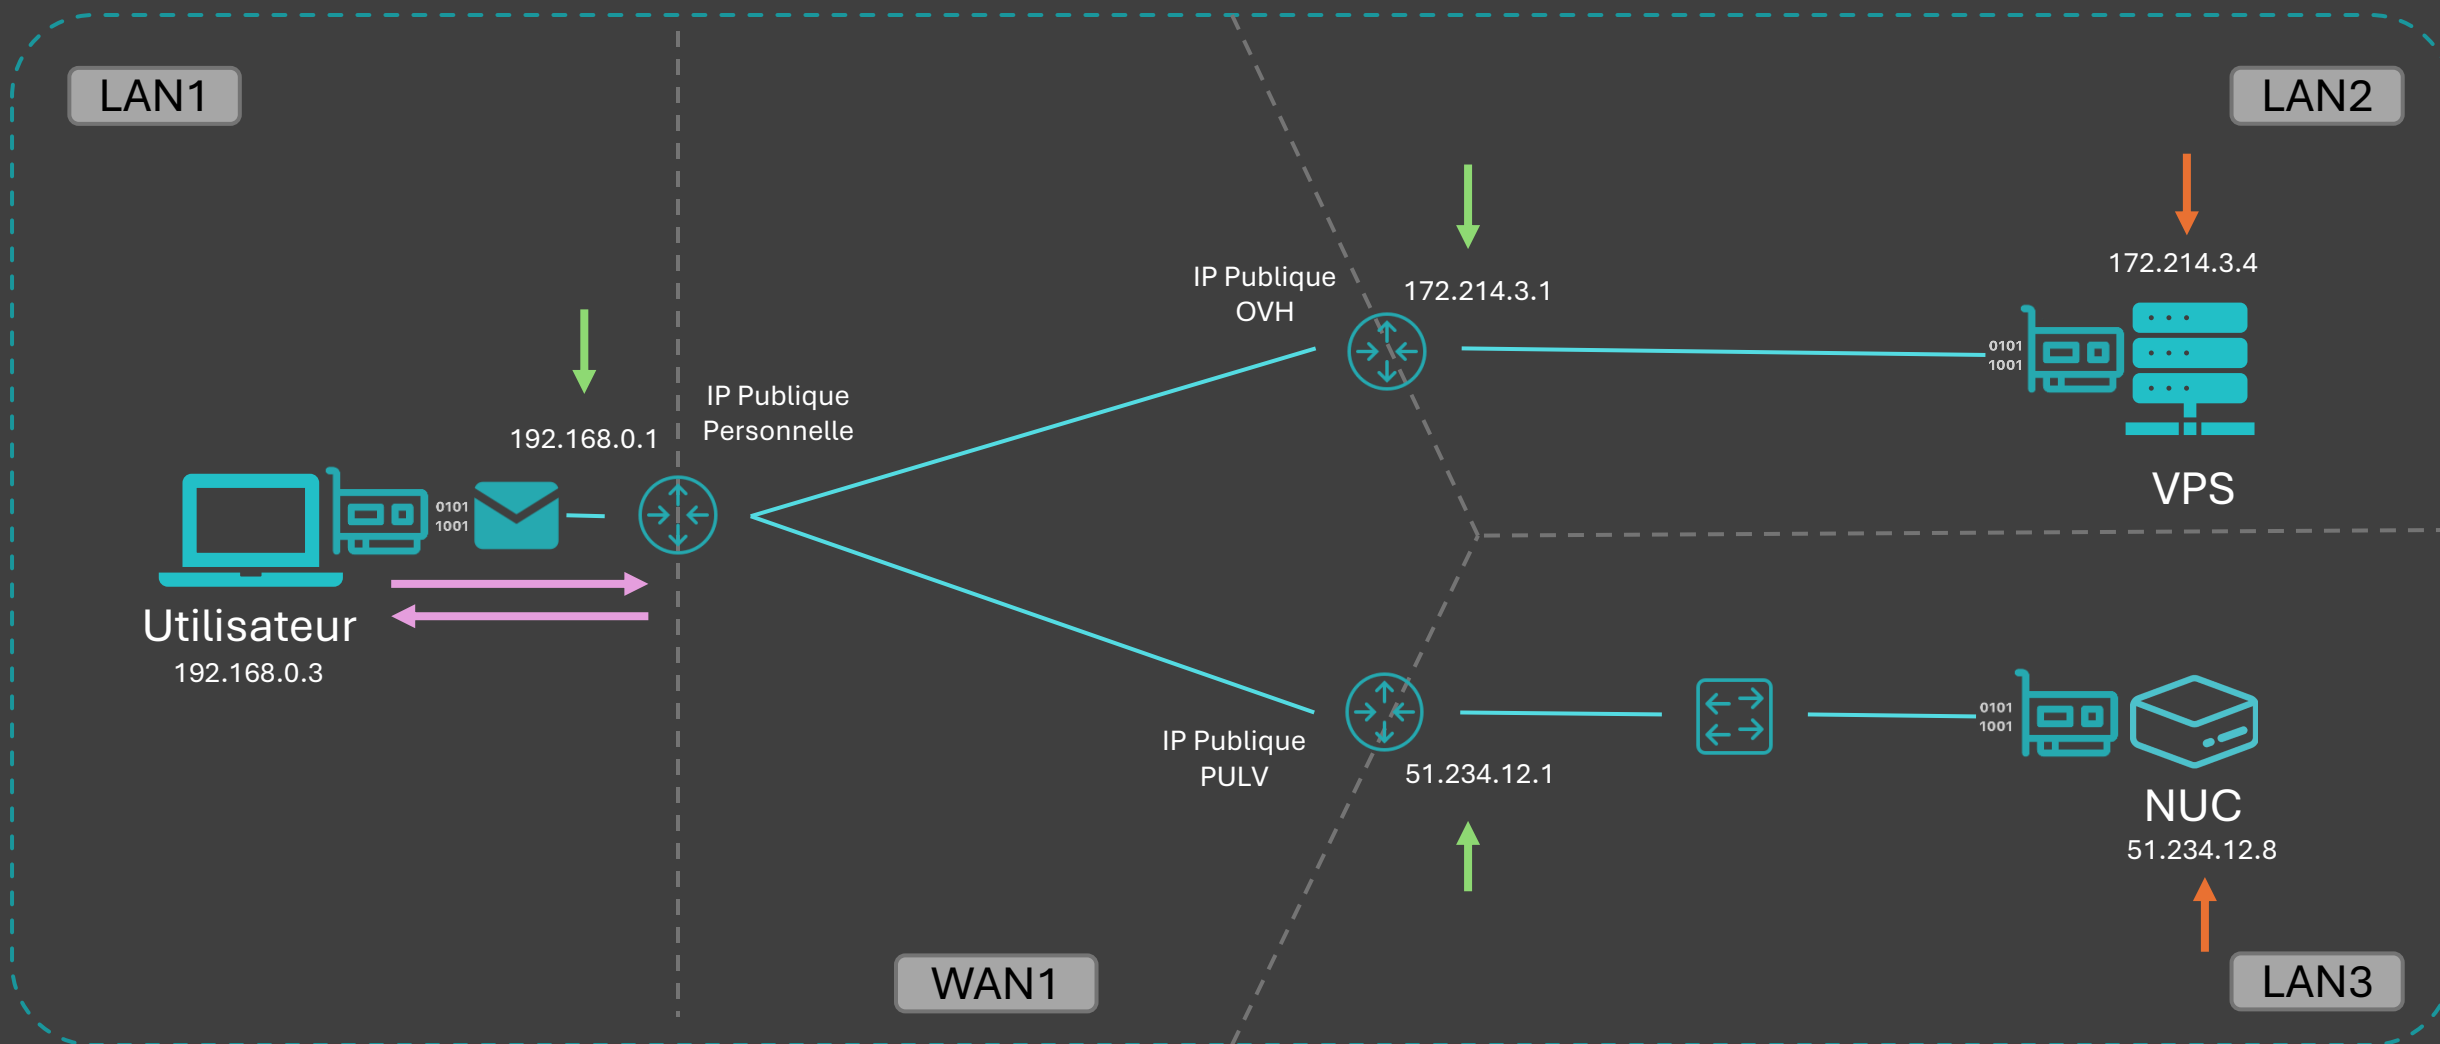 LAN1
LAN2
172.214.3.4
IP Publique
OVH
172.214.3.1
0101
1001
IP Publique
Personnelle
192.168.0.1
VPS
0101
1001
Utilisateur
192.168.0.3
0101
1001
IP Publique
PULV
51.234.12.1
NUC
51.234.12.8
WAN1
LAN3